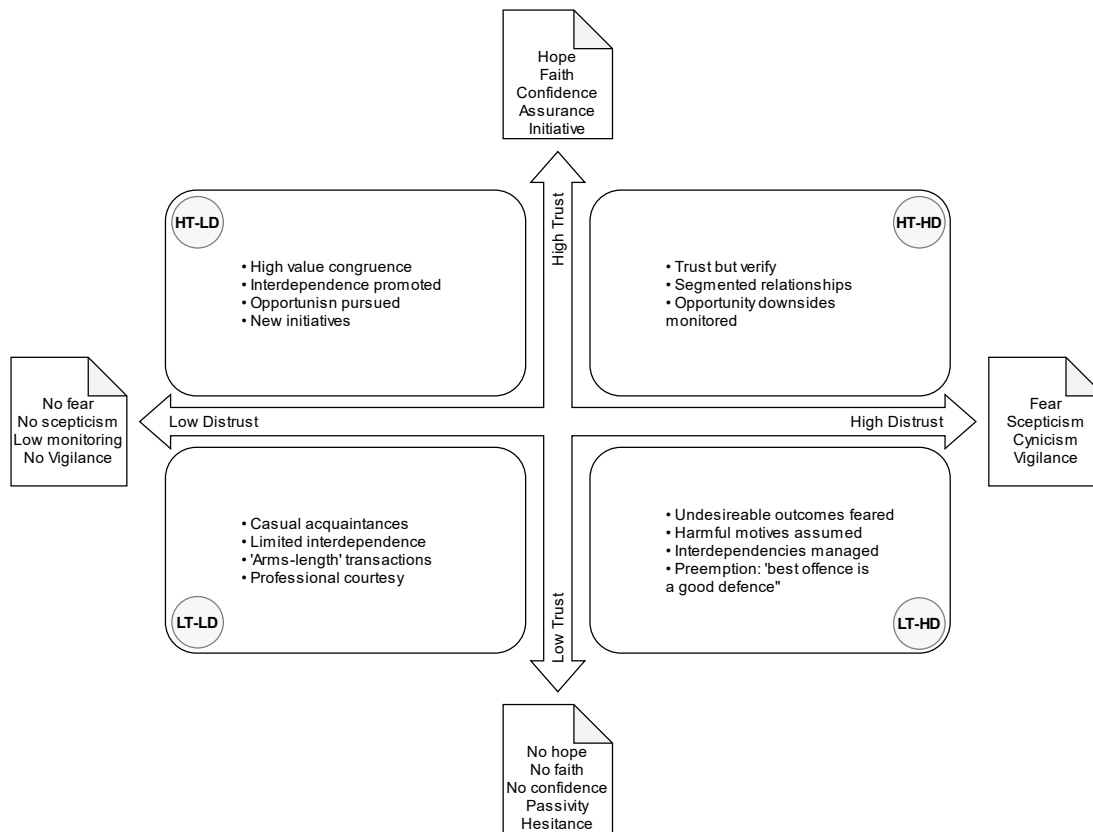 Hope
Faith
Confidence
Assurance
Initiative
HT-LD
• High value congruence
• Interdependence promoted
• Opportunisn pursued
• New initiatives
High Trust
HT-HD
• Trust but verify
• Segmented relationships
• Opportunity downsides
monitored
No fear
No scepticism
Low monitoring
No Vigilance
Low Distrust
High Distrust
Fear
Scepticism
Cynicism
Vigilance
• Casual acquaintances
• Limited interdependence
• 'Arms-length' transactions
• Professional courtesy
LT-LD
Low Trust
• Undesireable outcomes feared
• Harmful motives assumed
• Interdependencies managed
• Preemption: 'best offence is
a good defence"
LT-HD
No hope
No faith
No confidence
Passivity
Hesitance